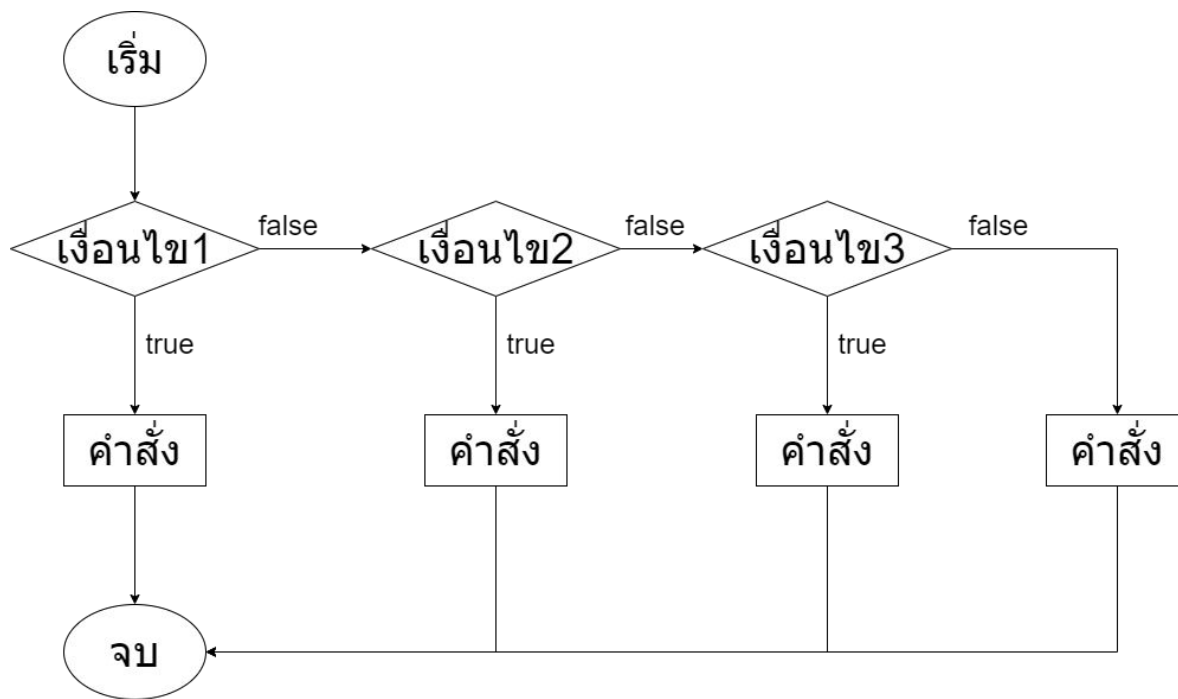 เริ่ม
เงื่อนไข1
false
เงื่อนไข2
false
เงื่อนไข3
false
true
true
true
คำสั่ง
คำสั่ง
คำสั่ง
คำสั่ง
จบ